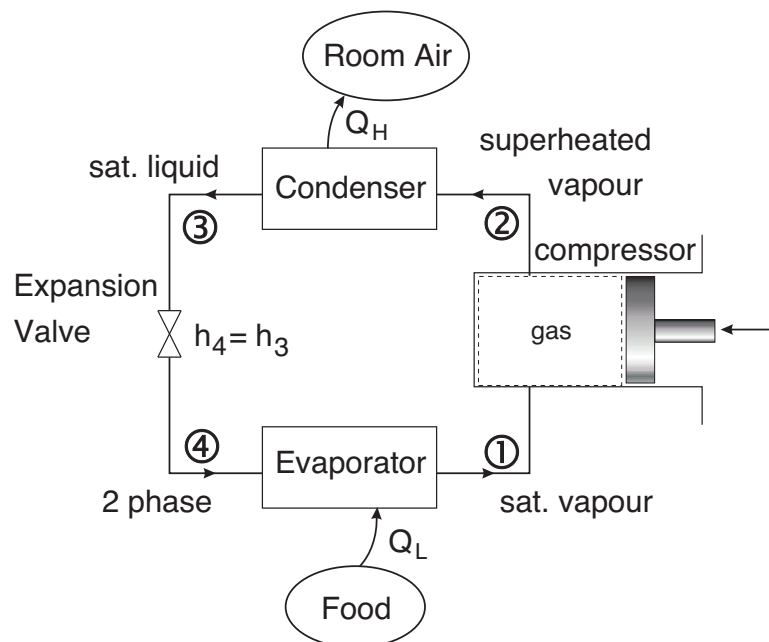 Room Air
Q_H
sat. liquid
Condenser
superheated
vapour
③
②
compressor
Expansion
Valve
h_4 = h_3
gas
④
Evaporator
①
2 phase
sat. vapour
Q_L
Food